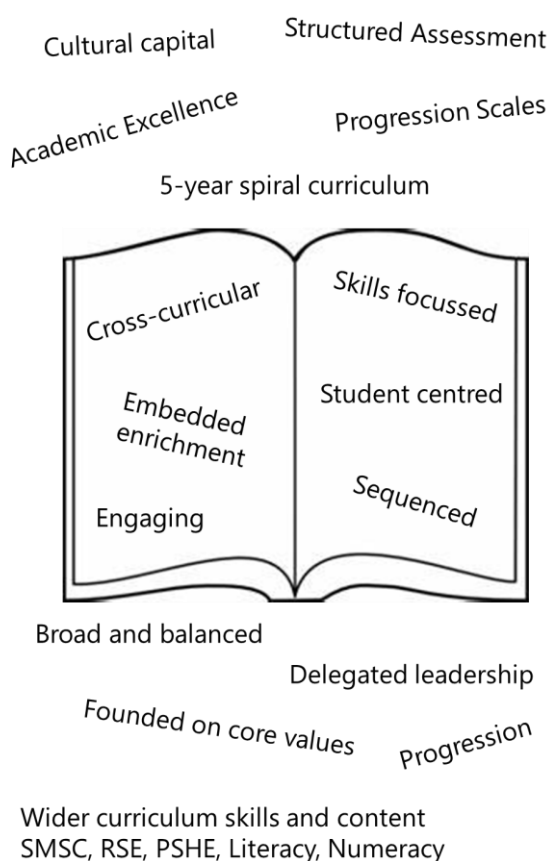 Cultural capital
Structured Assessment
Academic Excellence
Progression Scales
5-year spiral curriculum
Cross-curricular
Embedded
enrichment
Engaging
Skills focussed
Student centred
Sequenced
Broad and balanced
Delegated leadership
Founded on core values
Progression
Wider curriculum skills and content
SMSC, RSE, PSHE, Literacy, Numeracy